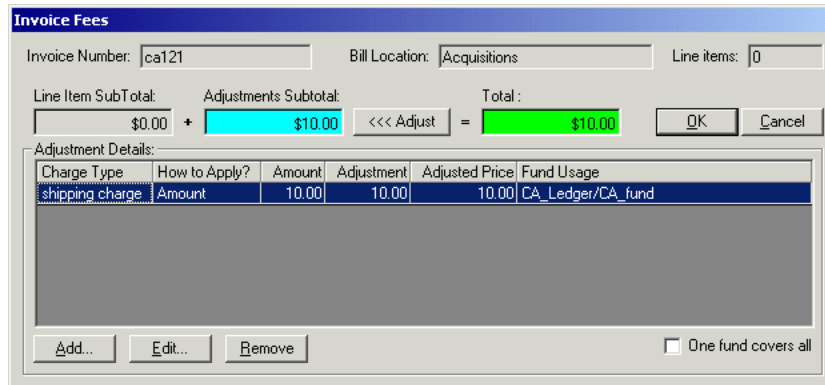 Invoice Fees
Invoice Number: ca121 Bill Location: Acquisitions Line items: 0
Line Item SubTotal: Adjustments Subtotal: Total :
$0.00 + $10.00 <<< Adjust = $10.00 OK Cancel
Adjustment Details:
Charge Type How to Apply? Amount Adjustment Adjusted Price Fund Usage
shipping charge Amount 10.00 10.00 10.00 CA_Ledger/CA_fund
Add... Edit... Remove One fund covers all